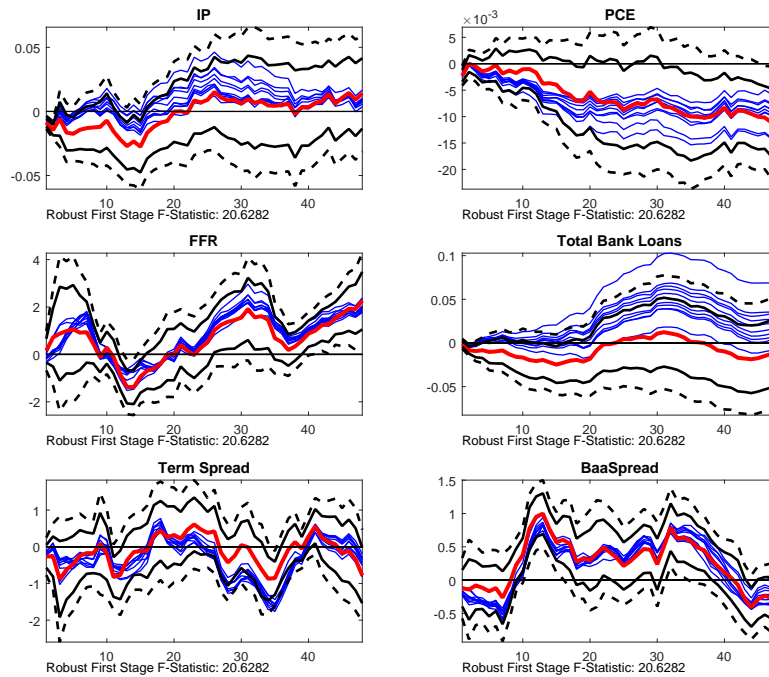 IP
0.05
0
-0.05
10 20 30 40
Robust First Stage F-Statistic: 20.6282
PCE
×10⁻³
5
0
-5
-10
-15
-20
10 20 30 40
Robust First Stage F-Statistic: 20.6282
FFR
4
2
0
-2
10 20 30 40
Robust First Stage F-Statistic: 20.6282
Total Bank Loans
0.1
0.05
0
-0.05
10 20 30 40
Robust First Stage F-Statistic: 20.6282
Term Spread
1
0
-1
-2
10 20 30 40
Robust First Stage F-Statistic: 20.6282
BaaSpread
1.5
1.0
0.5
0
-0.5
10 20 30 40
Robust First Stage F-Statistic: 20.6282